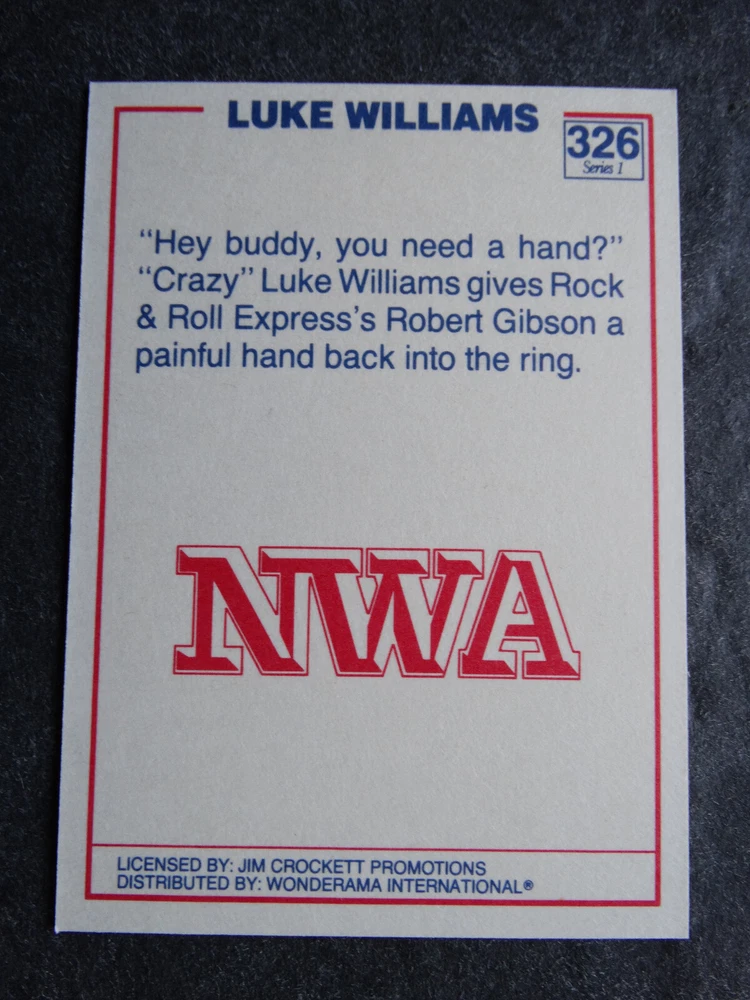 LUKE WILLIAMS
326
Series 1
“Hey buddy, you need a hand?”
“Crazy” Luke Williams gives Rock
& Roll Express’s Robert Gibson a
painful hand back into the ring.
NWA
LICENSED BY: JIM CROCKETT PROMOTIONS
DISTRIBUTED BY: WONDERAMA INTERNATIONAL®